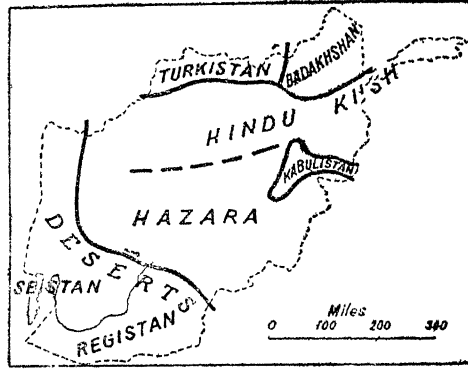 TURKISTAN
BADAKHSHAN
HINDU KUSH
KABULISTAN
HAZARA
DESERTS
SEISTAN
REGISTAN
Miles
0 100 200 300